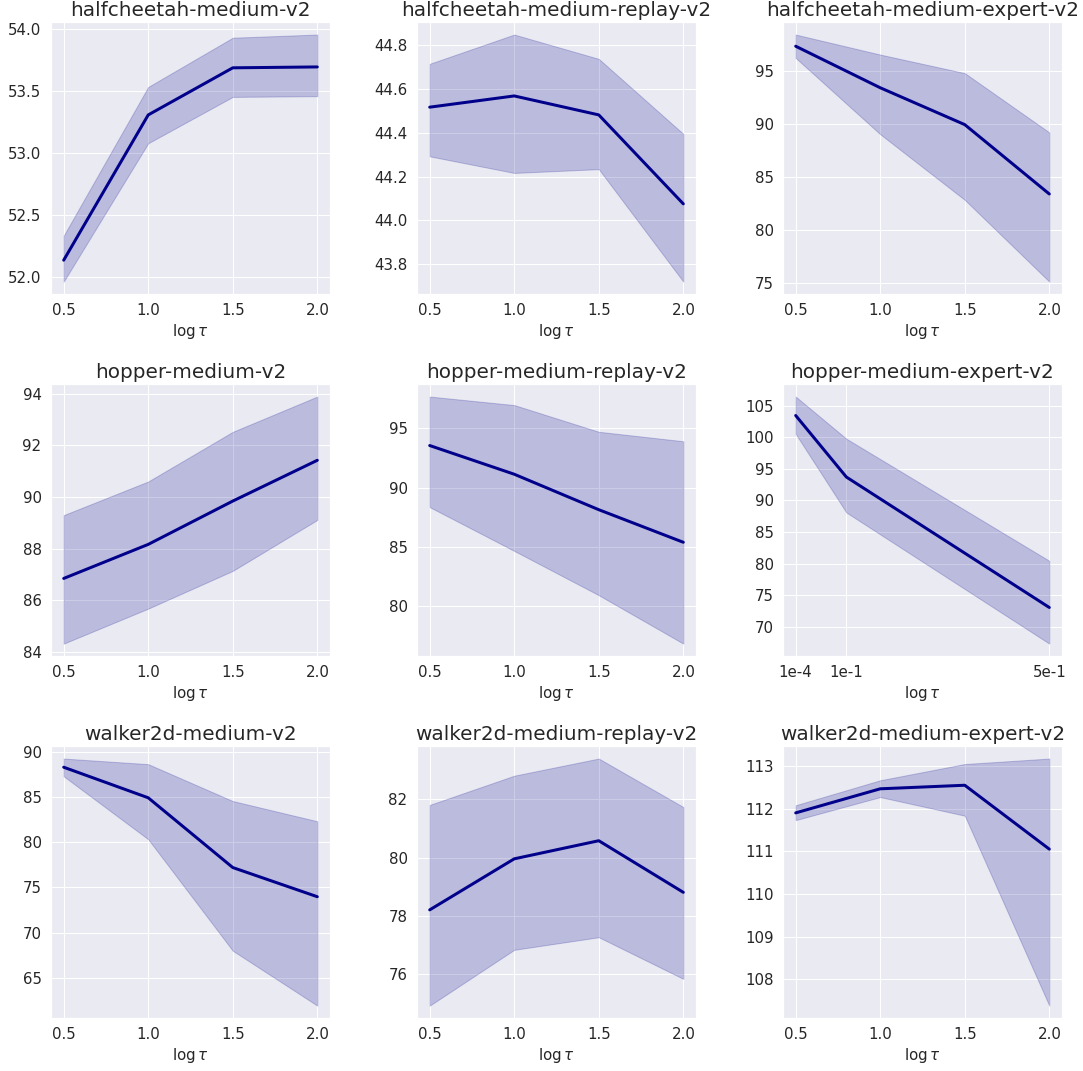 halfcheetah-medium-v2
54.0
53.5
53.0
52.5
52.0
0.5 1.0 1.5 2.0
log τ
halfcheetah-medium-replay-v2
44.8
44.6
44.4
44.2
44.0
43.8
0.5 1.0 1.5 2.0
log τ
halfcheetah-medium-expert-v2
95
90
85
80
75
0.5 1.0 1.5 2.0
log τ
hopper-medium-v2
94
92
90
88
86
84
0.5 1.0 1.5 2.0
log τ
hopper-medium-replay-v2
95
90
85
80
0.5 1.0 1.5 2.0
log τ
hopper-medium-expert-v2
105
100
95
90
85
80
75
70
1e-4 1e-1 5e-1
log τ
walker2d-medium-v2
90
85
80
75
70
65
0.5 1.0 1.5 2.0
log τ
walker2d-medium-replay-v2
82
80
78
76
0.5 1.0 1.5 2.0
log τ
walker2d-medium-expert-v2
113
112
111
110
109
108
0.5 1.0 1.5 2.0
log τ